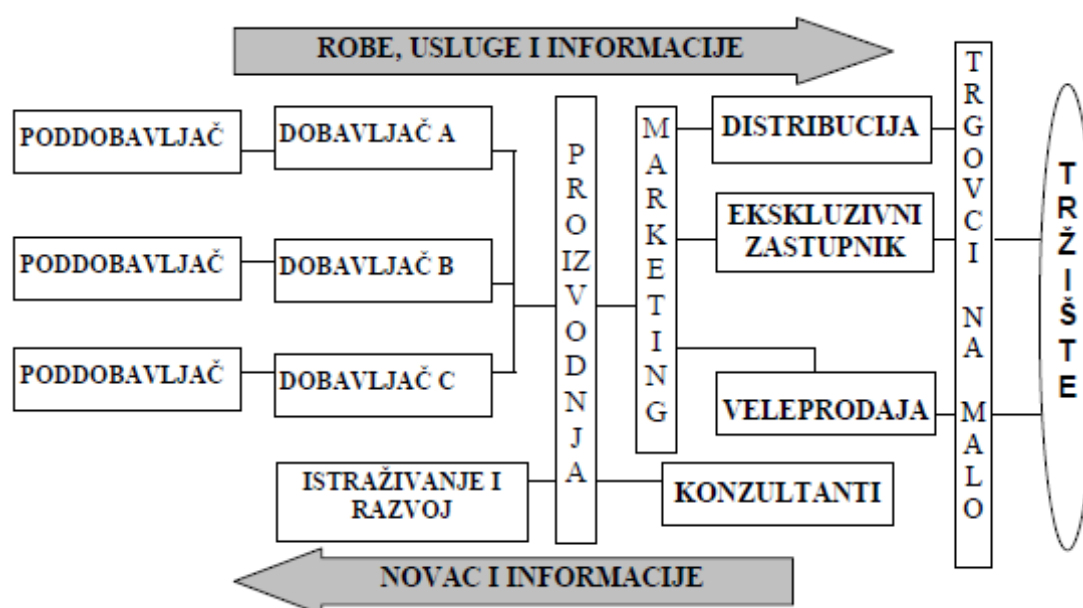 ROBE, USLUGE I INFORMACIJE
PODDOBAVLJAČ
DOBAVLJAČ A
PODDOBAVLJAČ
DOBAVLJAČ B
PODDOBAVLJAČ
DOBAVLJAČ C
ISTRAŽIVANJE I
RAZVOJ
PROIZVODNJA
MARKETING
DISTRIBUCIJA
EKSKLUZIVNI
ZASTUPNIK
VELEPRODAJA
KONZULTANTI
TRGOVCI NA MALO
TRŽIŠTE
NOVAC I INFORMACIJE